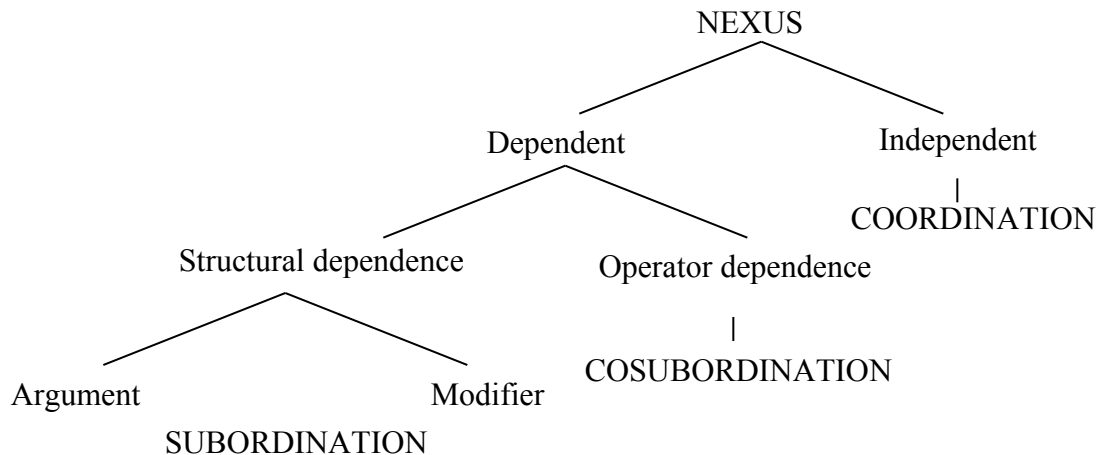 NEXUS
Dependent Independent
COORDINATION
Structural dependence Operator dependence
COSUBORDINATION
Argument Modifier
SUBORDINATION